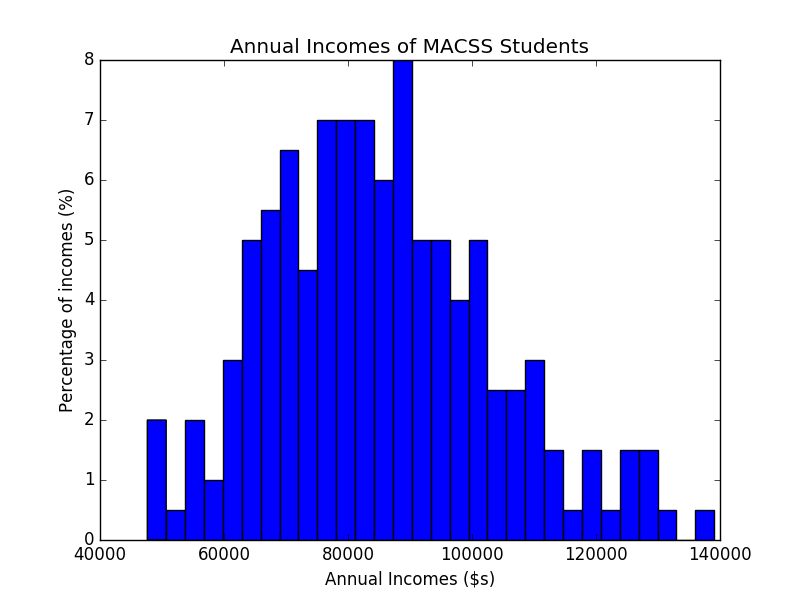 Annual Incomes of MACSS Students
8
7
6
5
4
3
2
1
0
Percentage of incomes (%)
40000 60000 80000 100000 120000 140000
Annual Incomes ($s)